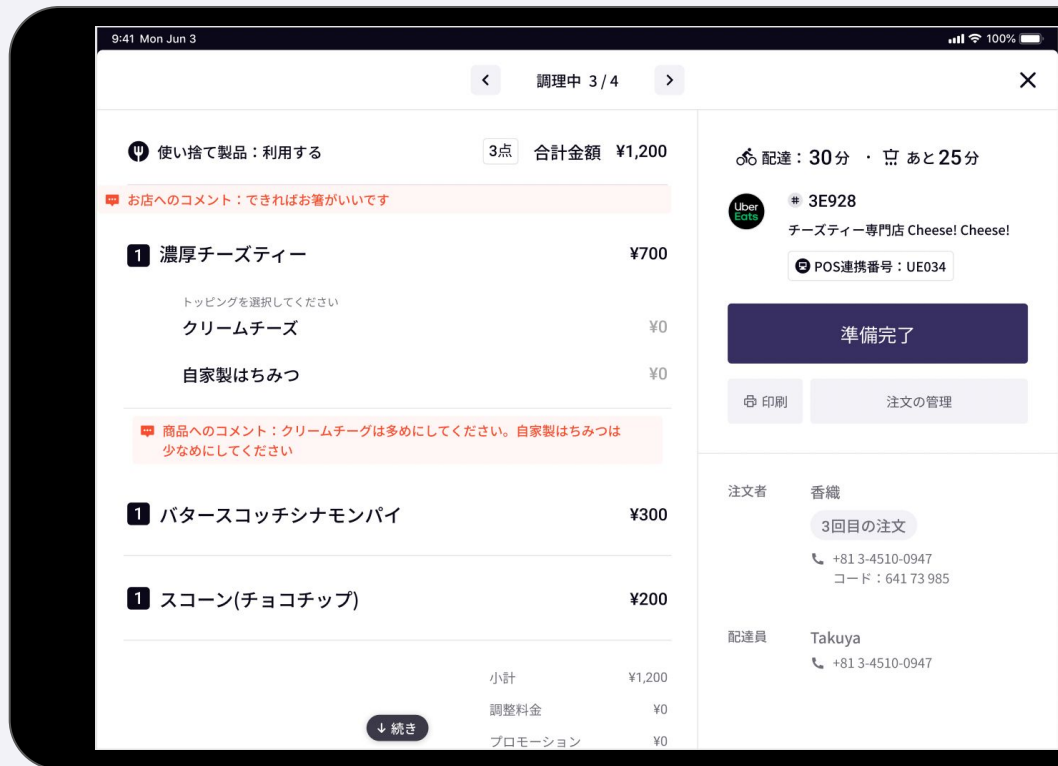 9:41 Mon Jun 3
100%
調理中 3 / 4
使い捨て製品：利用する
3点 合計金額 ¥1,200
お店へのコメント：できればお箸がいいです
1 濃厚チーズティー ¥700
トッピングを選択してください
クリームチーズ ¥0
自家製はちみつ ¥0
商品へのコメント：クリームチーグは多めにしてください。自家製はちみつは
少なめにしてください
1 バタースコッチシナモンパイ ¥300
1 スコーン(チョコチップ) ¥200
小計 ¥1,200
調整料金 ¥0
プロモーション ¥0
↓ 続き
配達：30分 ・ あと25分
Uber
Eats
# 3E928
チーズティー専門店 Cheese! Cheese!
POS連携番号：UE034
準備完了
印刷
注文の管理
注文者 香織
3回目の注文
+81 3-4510-0947
コード：641 73 985
配達員 Takuya
+81 3-4510-0947